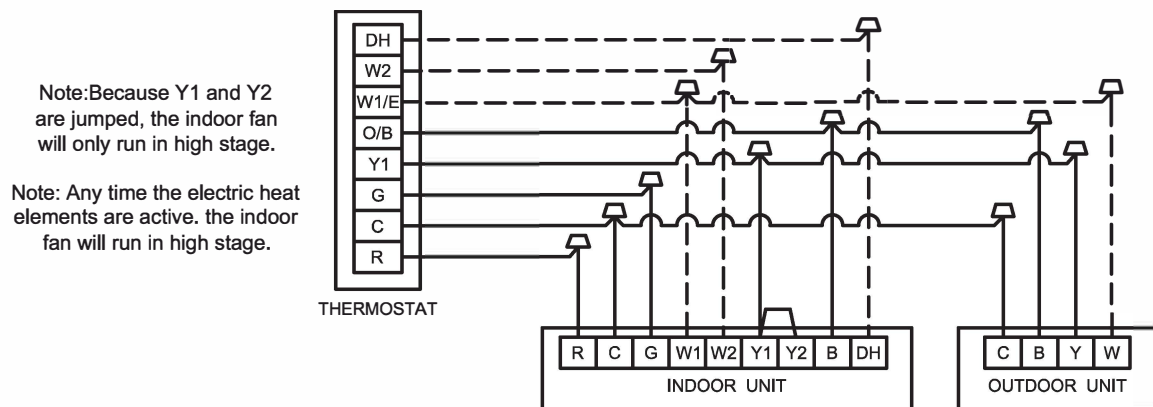 Note:Because Y1 and Y2
are jumped, the indoor fan
will only run in high stage.
Note: Any time the electric heat
elements are active. the indoor
fan will run in high stage.
DH
W2
W1/E
O/B
Y1
G
C
R
THERMOSTAT
R C G W1 W2 Y1 Y2 B DH
INDOOR UNIT
C B Y W
OUTDOOR UNIT